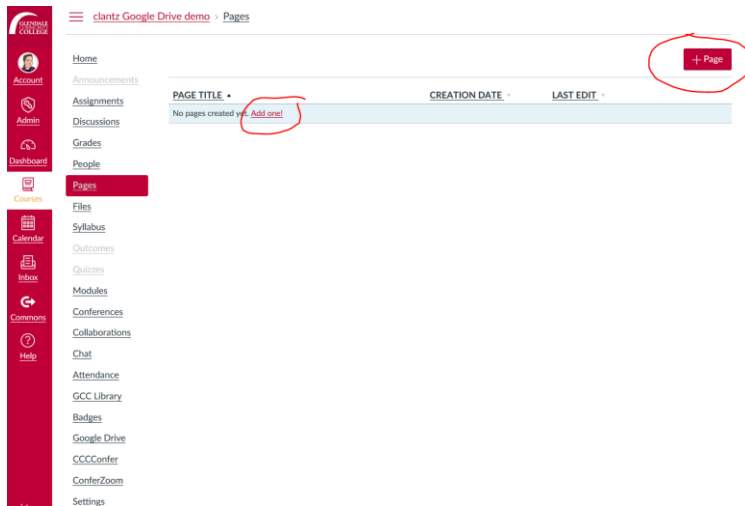 GLENDALE
COLLEGE
clantz Google Drive demo > Pages
Account
Admin
Dashboard
Courses
Calendar
Inbox
Commons
Help
Home
Announcements
Assignments
Discussions
Grades
People
Pages
Files
Syllabus
Outcomes
Quizzes
Modules
Conferences
Collaborations
Chat
Attendance
GCC Library
Badges
Google Drive
CCCConfer
ConferZoom
Settings
+ Page
PAGE TITLE CREATION DATE LAST EDIT
No pages created yet. Add one!